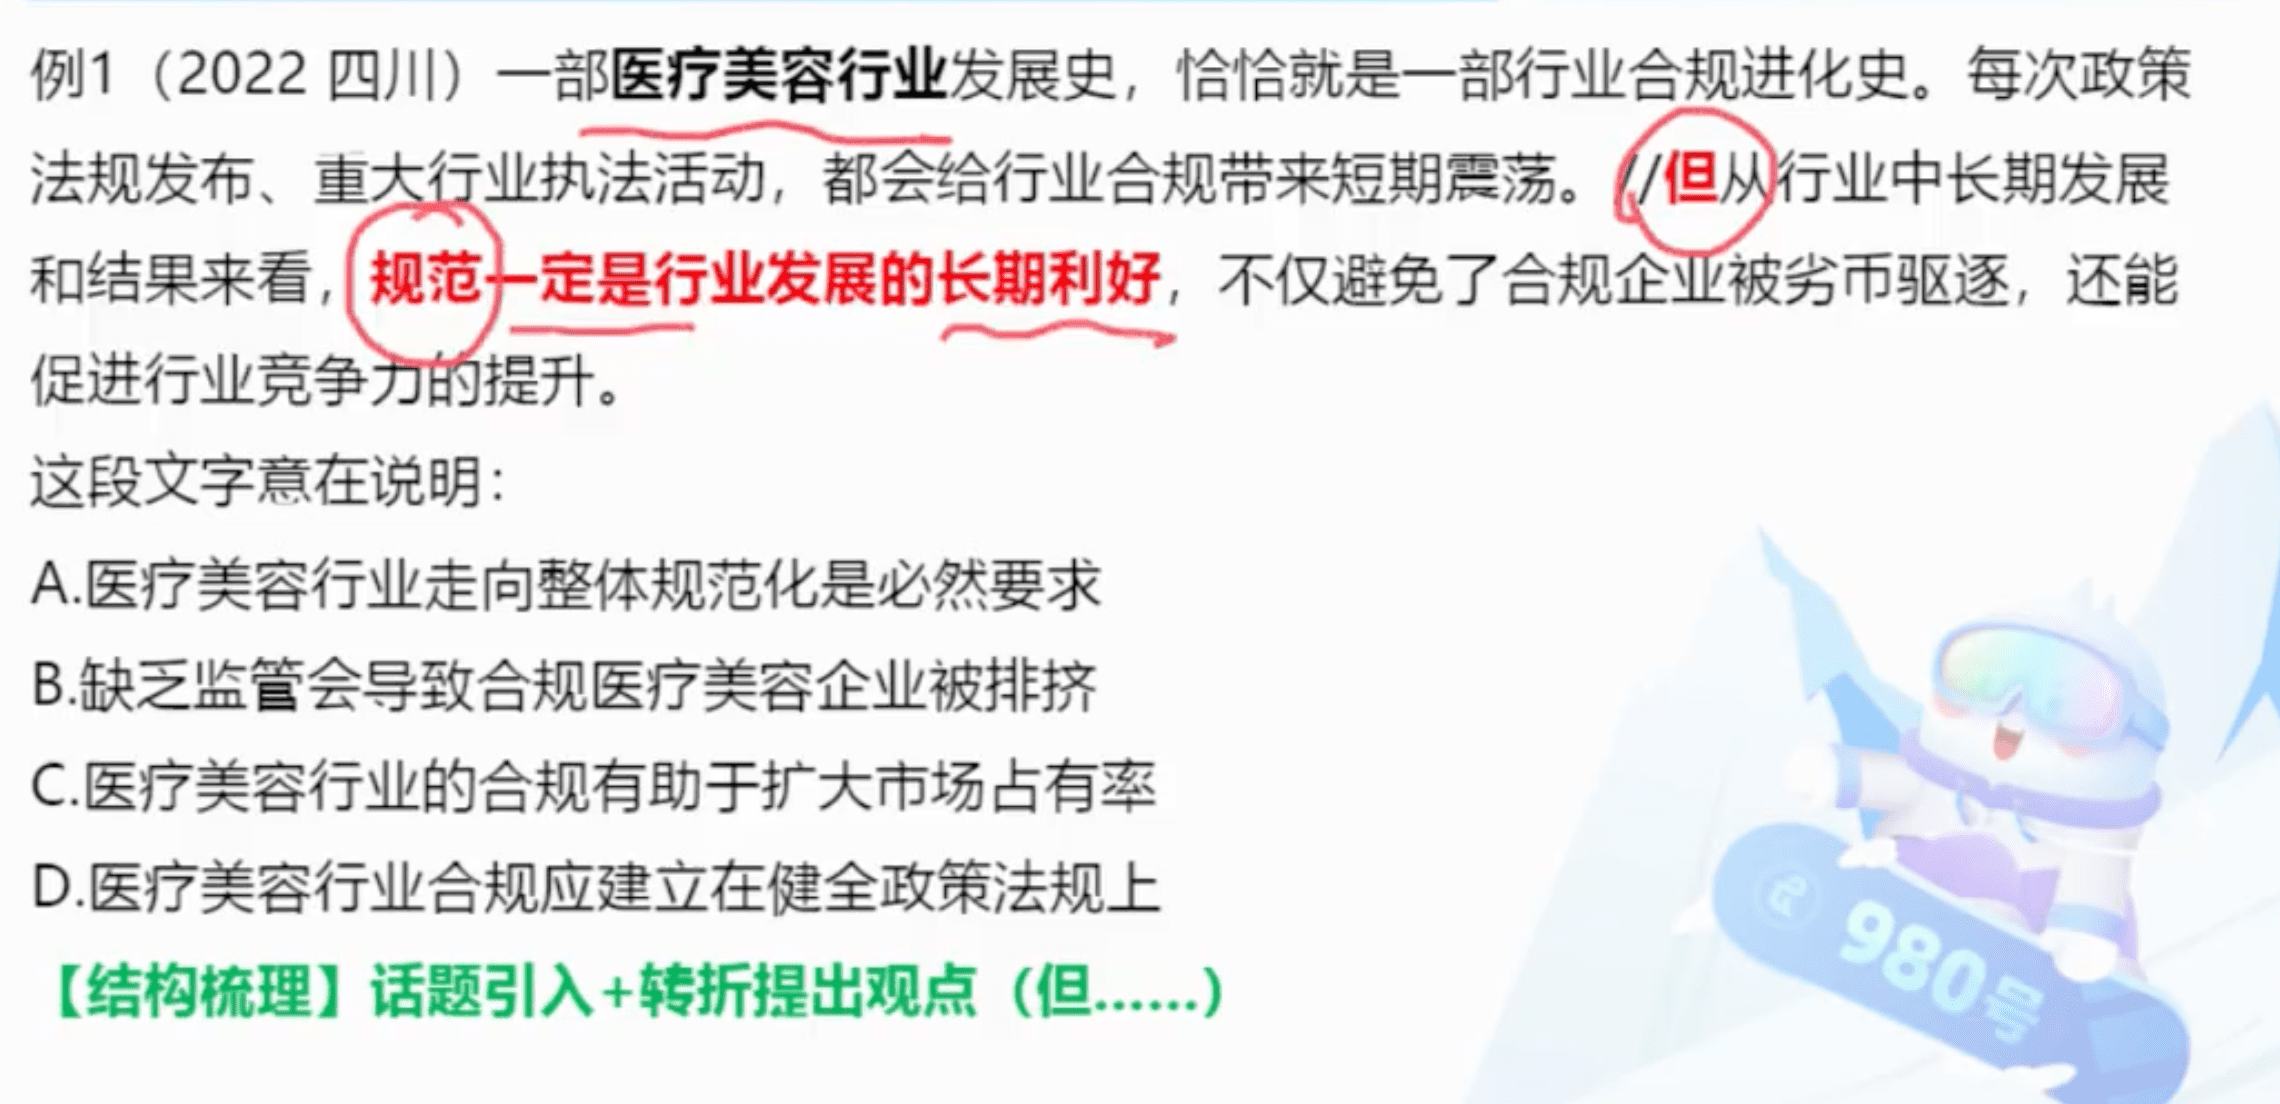 例1（2022 四川）一部医疗美容行业发展史，恰恰就是一部行业合规进化史。每次政策
法规发布、重大行业执法活动，都会给行业合规带来短期震荡。//但从行业中长期发展
和结果来看，规范一定是行业发展的长期利好，不仅避免了合规企业被劣币驱逐，还能
促进行业竞争力的提升。
这段文字意在说明：
A.医疗美容行业走向整体规范化是必然要求
B.缺乏监管会导致合规医疗美容企业被排挤
C.医疗美容行业的合规有助于扩大市场占有率
D.医疗美容行业合规应建立在健全政策法规上
【结构梳理】话题引入+转折提出观点（但……）
980号